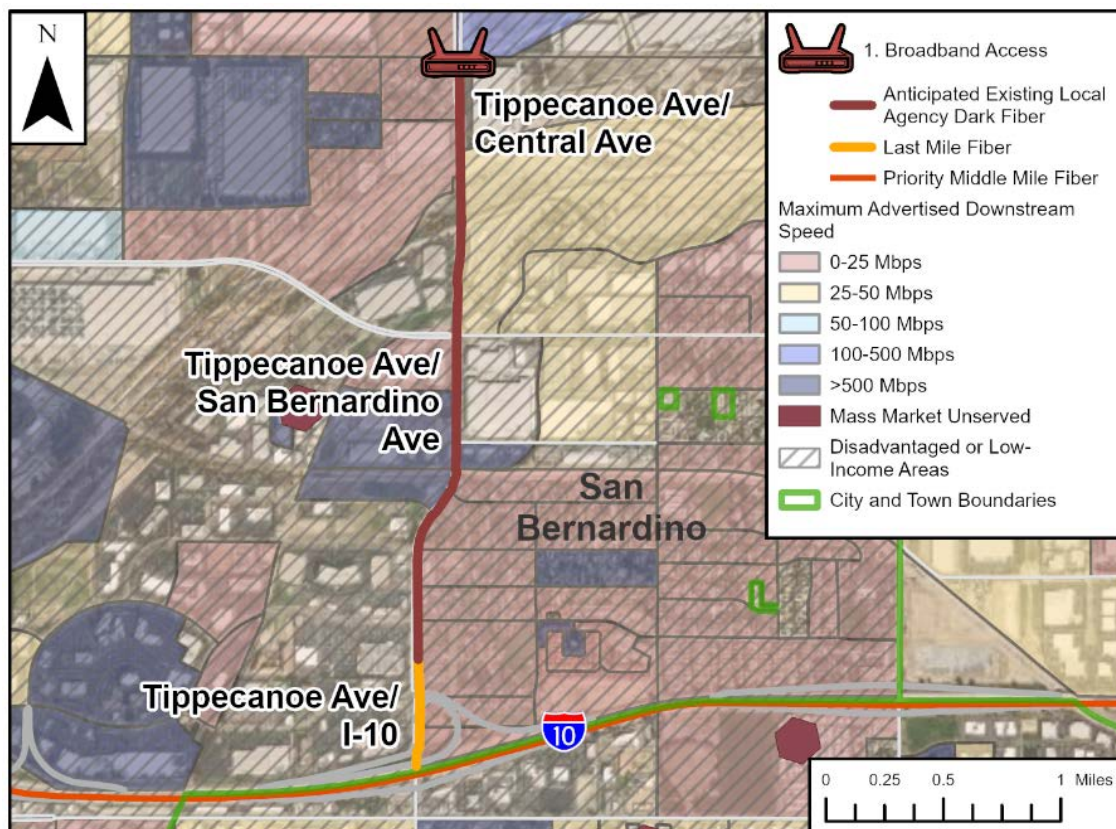 N
Tippecanoe Ave/
Central Ave
Tippecanoe Ave/
San Bernardino
Ave
San
Bernardino
Tippecanoe Ave/
I-10
10
1. Broadband Access
Anticipated Existing Local
Agency Dark Fiber
Last Mile Fiber
Priority Middle Mile Fiber
Maximum Advertised Downstream
Speed
0-25 Mbps
25-50 Mbps
50-100 Mbps
100-500 Mbps
>500 Mbps
Mass Market Unserved
Disadvantaged or Low-
Income Areas
City and Town Boundaries
0 0.25 0.5 1 Miles